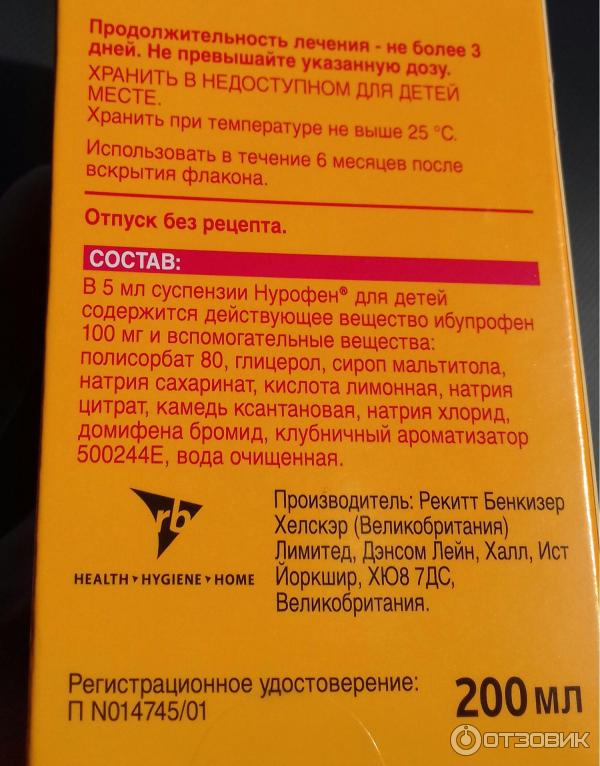 Продолжительность лечения - не более 3
дней. Не превышайте указанную дозу.
ХРАНИТЬ В НЕДОСТУПНОМ ДЛЯ ДЕТЕЙ
МЕСТЕ.
Хранить при температуре не выше 25 °С.
Использовать в течение 6 месяцев после
вскрытия флакона.
Отпуск без рецепта.
СОСТАВ:
В 5 мл суспензии Нурофен® для детей
содержится действующее вещество ибупрофен
100 мг и вспомогательные вещества:
полисорбат 80, глицерол, сироп мальтитола,
натрия сахаринат, кислота лимонная, натрия
цитрат, камедь ксантановая, натрия хлорид,
домифена бромид, клубничный ароматизатор
500244Е, вода очищенная.
rb
HEALTH HYGIENE HOME
Производитель: Рекитт Бенкизер
Хелскэр (Великобритания)
Лимитед, Дэнсом Лейн, Халл, Ист
Йоркшир, ХЮ8 7ДС,
Великобритания.
Регистрационное удостоверение:
П N014745/01
200 мл
ОТЗОВИК